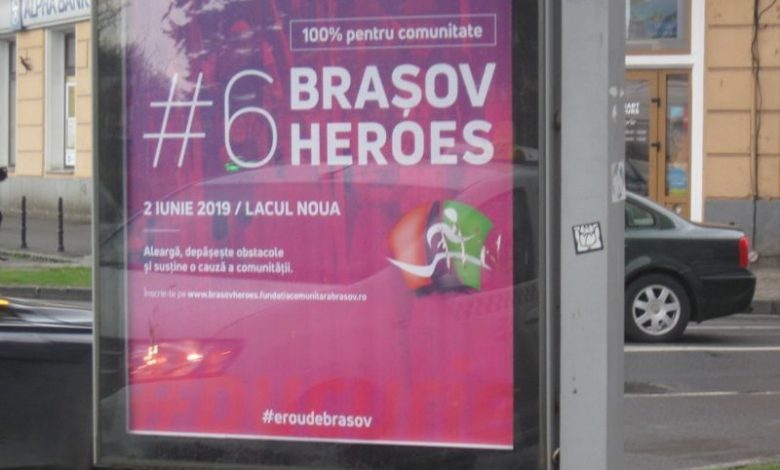 ALPHA BANK
100% pentru comunitate
#6 BRAȘOV
HEROES
2 IUNIE 2019 / LACUL NOUA
Aleargă, depășește obstacole
și susține o cauză a comunității.
Înscrie-te pe www.brasovheroes.fundatiacomunitarabrasov.ro
#eroudebrasov